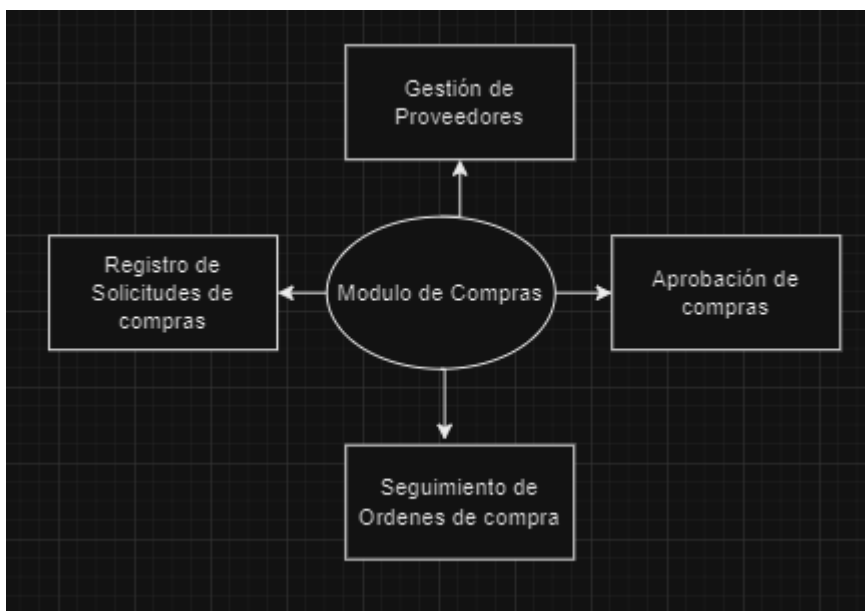 Gestión de
Proveedores
Registro de
Solicitudes de
compras
Modulo de Compras
Aprobación de
compras
Seguimiento de
Ordenes de compra